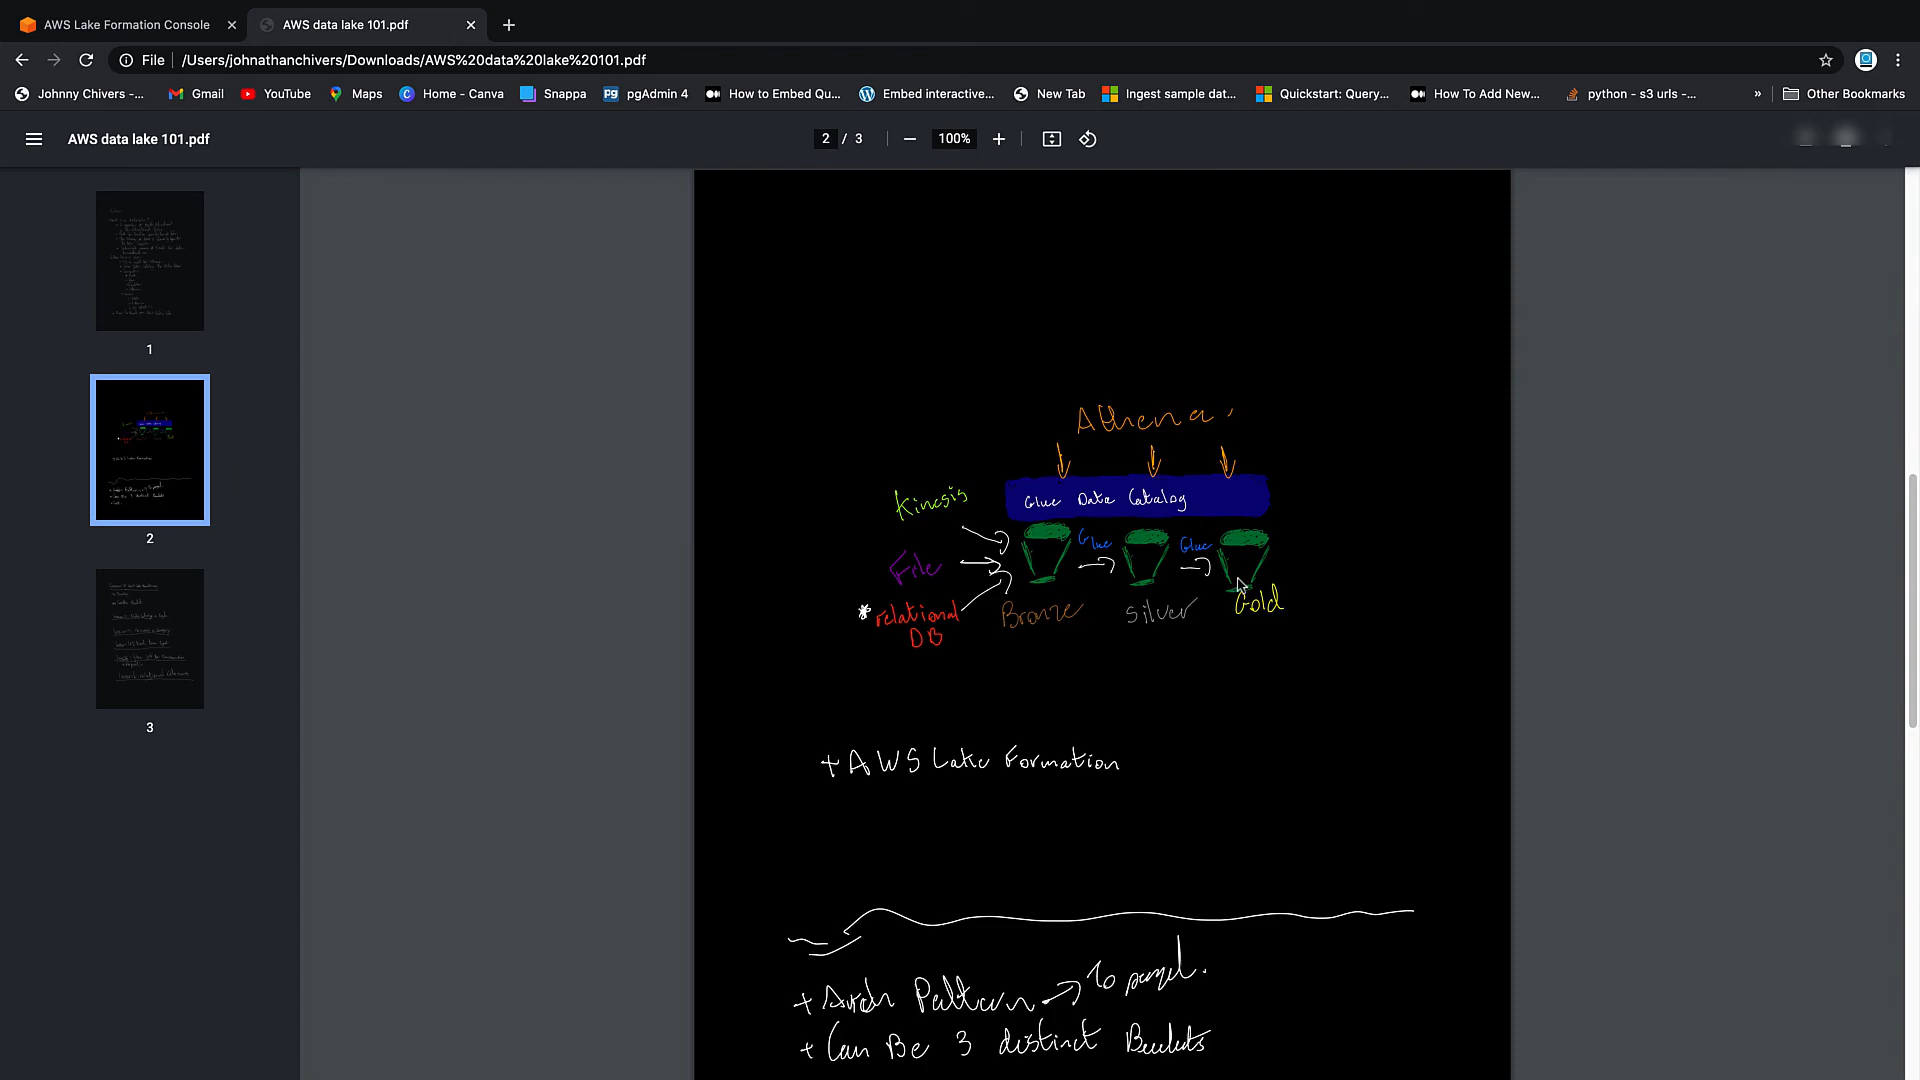 AWS Lake Formation Console
AWS data lake 101.pdf
File /Users/johnathanchivers/Downloads/AWS%20data%20lake%20101.pdf
Johnny Chivers -... Gmail YouTube Maps Home - Canva Snappa pgAdmin 4 How to Embed Qu... Embed interactive... New Tab Ingest sample dat... Quickstart: Query... How To Add New... python - s3 urls -... » Other Bookmarks
AWS data lake 101.pdf
2 / 3
100%
1
2
3
Athena
Glue Data Catalog
Kinesis
Glue
Glue
File
* relational
DB
Bronze
Silver
Gold
+ AWS Lake Formation
+ Arch Pattern
+ Can Be 3 distinct Buckets